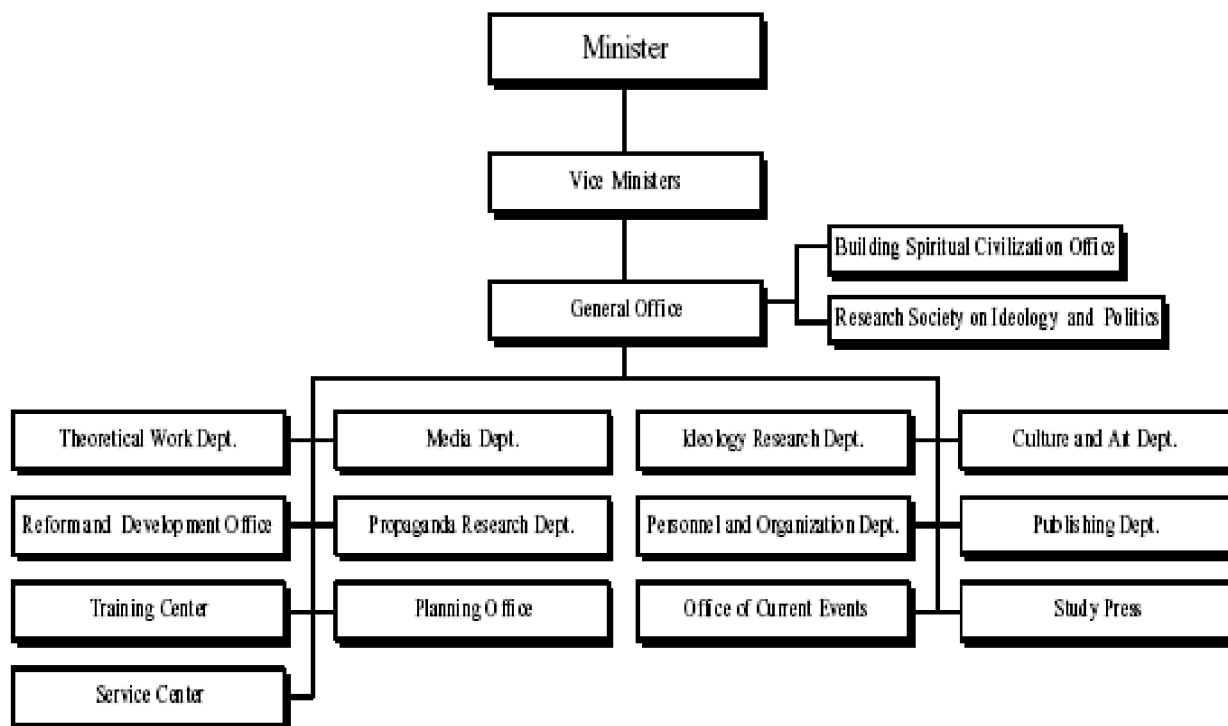 Minister
Vice Ministers
Building Spiritual Civilization Office
General Office
Research Society on Ideology and Politics
Theoretical Work Dept.
Media Dept.
Ideology Research Dept.
Culture and Art Dept.
Reform and Development Office
Propaganda Research Dept.
Personnel and Organization Dept.
Publishing Dept.
Training Center
Planning Office
Office of Current Events
Study Press
Service Center